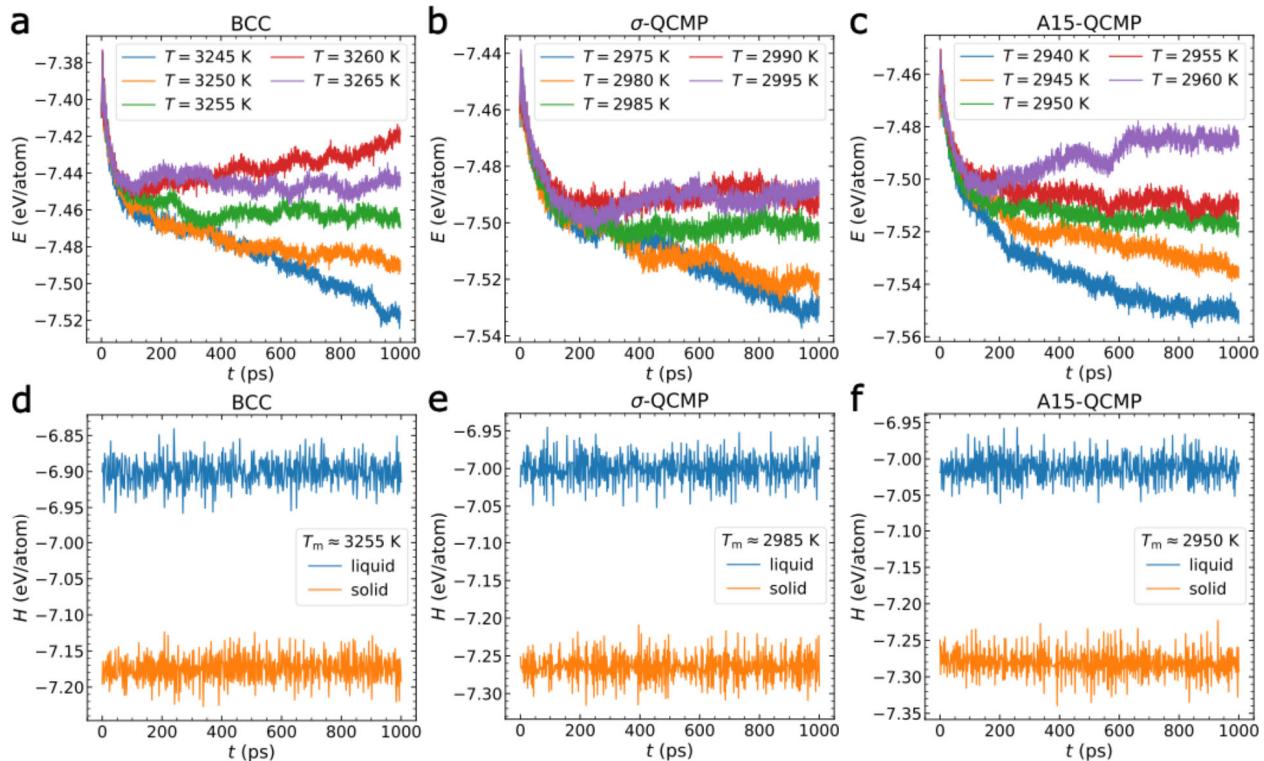 a
BCC
E (eV/atom)
−7.38
−7.40
−7.42
−7.44
−7.46
−7.48
−7.50
−7.52
T = 3245 K
T = 3250 K
T = 3255 K
T = 3260 K
T = 3265 K
0 200 400 600 800 1000
t (ps)
b
σ-QCMP
E (eV/atom)
−7.44
−7.46
−7.48
−7.50
−7.52
−7.54
T = 2975 K
T = 2980 K
T = 2985 K
T = 2990 K
T = 2995 K
0 200 400 600 800 1000
t (ps)
c
A15-QCMP
E (eV/atom)
−7.46
−7.48
−7.50
−7.52
−7.54
−7.56
T = 2940 K
T = 2945 K
T = 2950 K
T = 2955 K
T = 2960 K
0 200 400 600 800 1000
t (ps)
d
BCC
H (eV/atom)
−6.85
−6.90
−6.95
−7.00
−7.05
−7.10
−7.15
−7.20
Tm ≈ 3255 K
liquid
solid
0 200 400 600 800 1000
t (ps)
e
σ-QCMP
H (eV/atom)
−6.95
−7.00
−7.05
−7.10
−7.15
−7.20
−7.25
−7.30
Tm ≈ 2985 K
liquid
solid
0 200 400 600 800 1000
t (ps)
f
A15-QCMP
H (eV/atom)
−6.95
−7.00
−7.05
−7.10
−7.15
−7.20
−7.25
−7.30
−7.35
Tm ≈ 2950 K
liquid
solid
0 200 400 600 800 1000
t (ps)